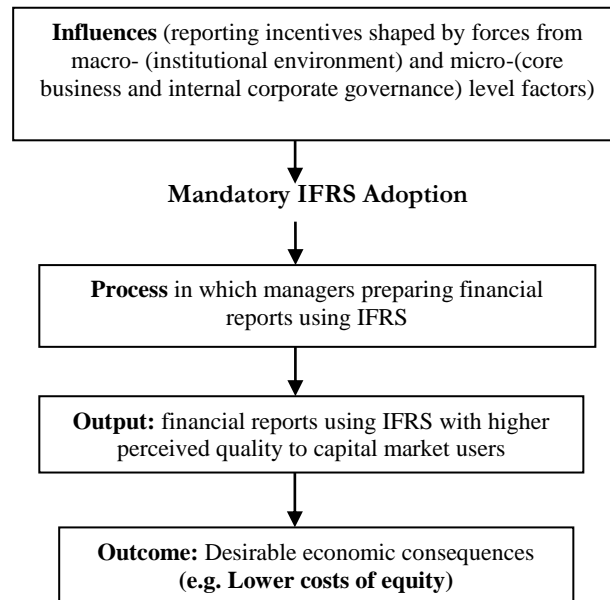 Influences (reporting incentives shaped by forces from
macro- (institutional environment) and micro-(core
business and internal corporate governance) level factors)
Mandatory IFRS Adoption
Process in which managers preparing financial
reports using IFRS
Output: financial reports using IFRS with higher
perceived quality to capital market users
Outcome: Desirable economic consequences
(e.g. Lower costs of equity)